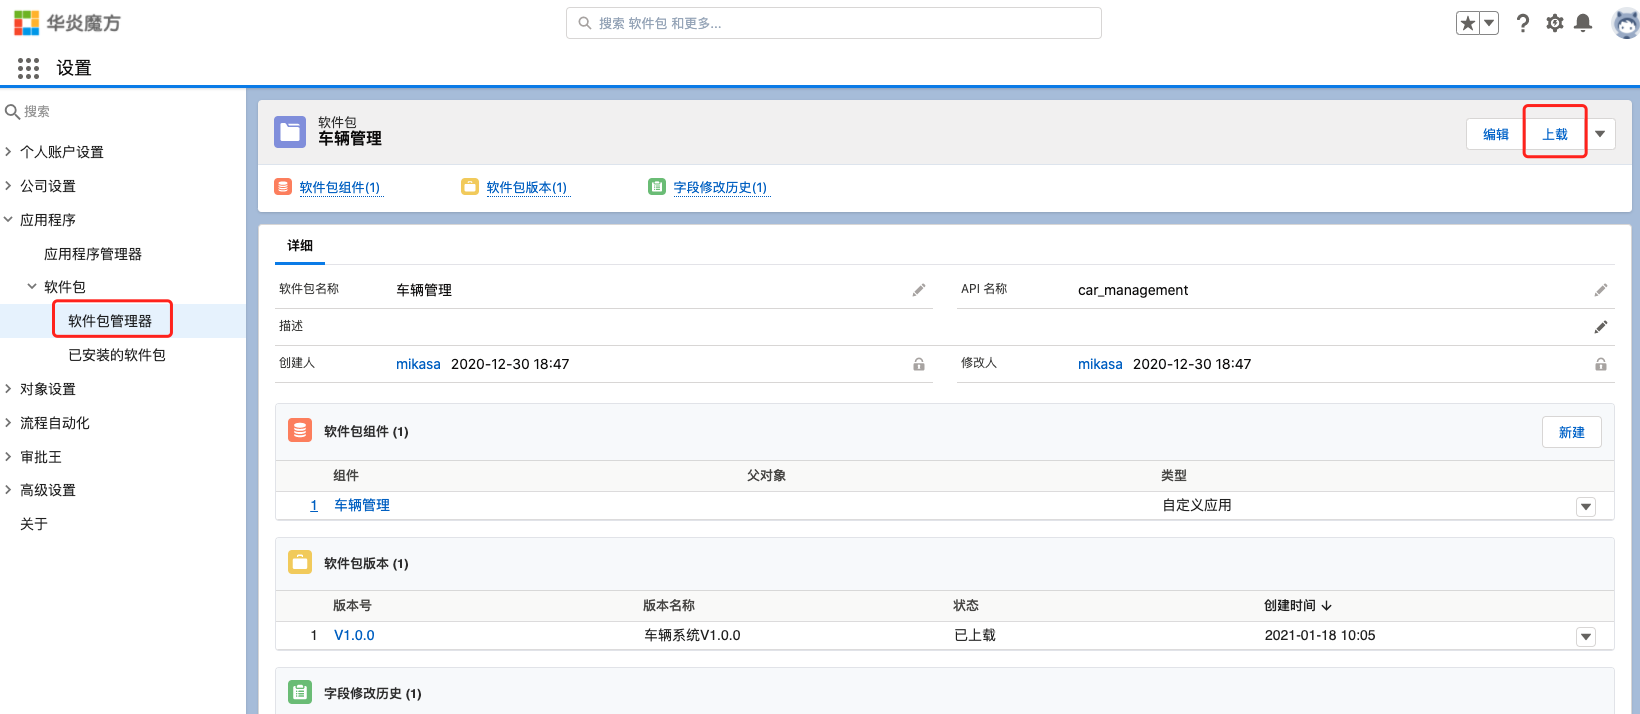 华炎魔方
搜索 软件包 和更多...
设置
搜索
个人账户设置
公司设置
应用程序
应用程序管理器
软件包
软件包管理器
已安装的软件包
对象设置
流程自动化
审批王
高级设置
关于
软件包
车辆管理
编辑 上载
软件包组件(1) 软件包版本(1) 字段修改历史(1)
详细
软件包名称 车辆管理 API 名称 car_management
描述
创建人 mikasa 2020-12-30 18:47 修改人 mikasa 2020-12-30 18:47
软件包组件 (1) 新建
组件 父对象 类型
1 车辆管理 自定义应用
软件包版本 (1)
版本号 版本名称 状态 创建时间
1 V1.0.0 车辆系统V1.0.0 已上载 2021-01-18 10:05
字段修改历史 (1)